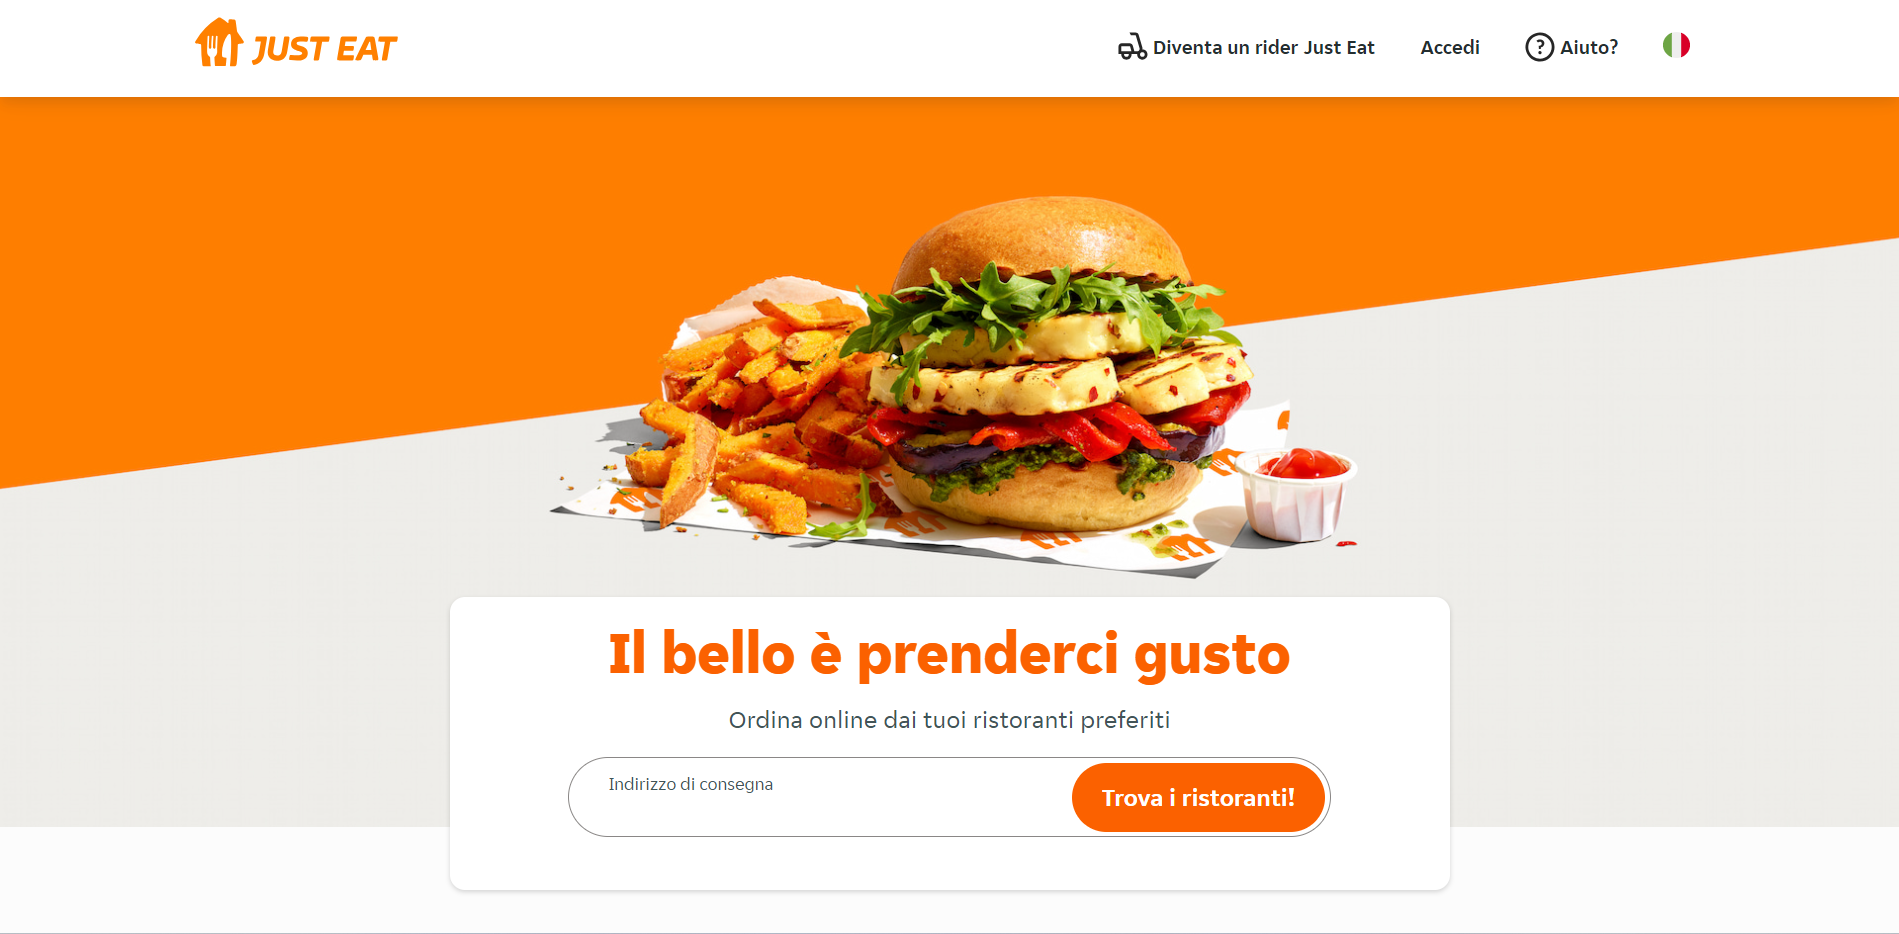 JUST EAT
Diventa un rider Just Eat
Accedi
? Aiuto?
Il bello è prenderci gusto
Ordina online dai tuoi ristoranti preferiti
Indirizzo di consegna
Trova i ristoranti!